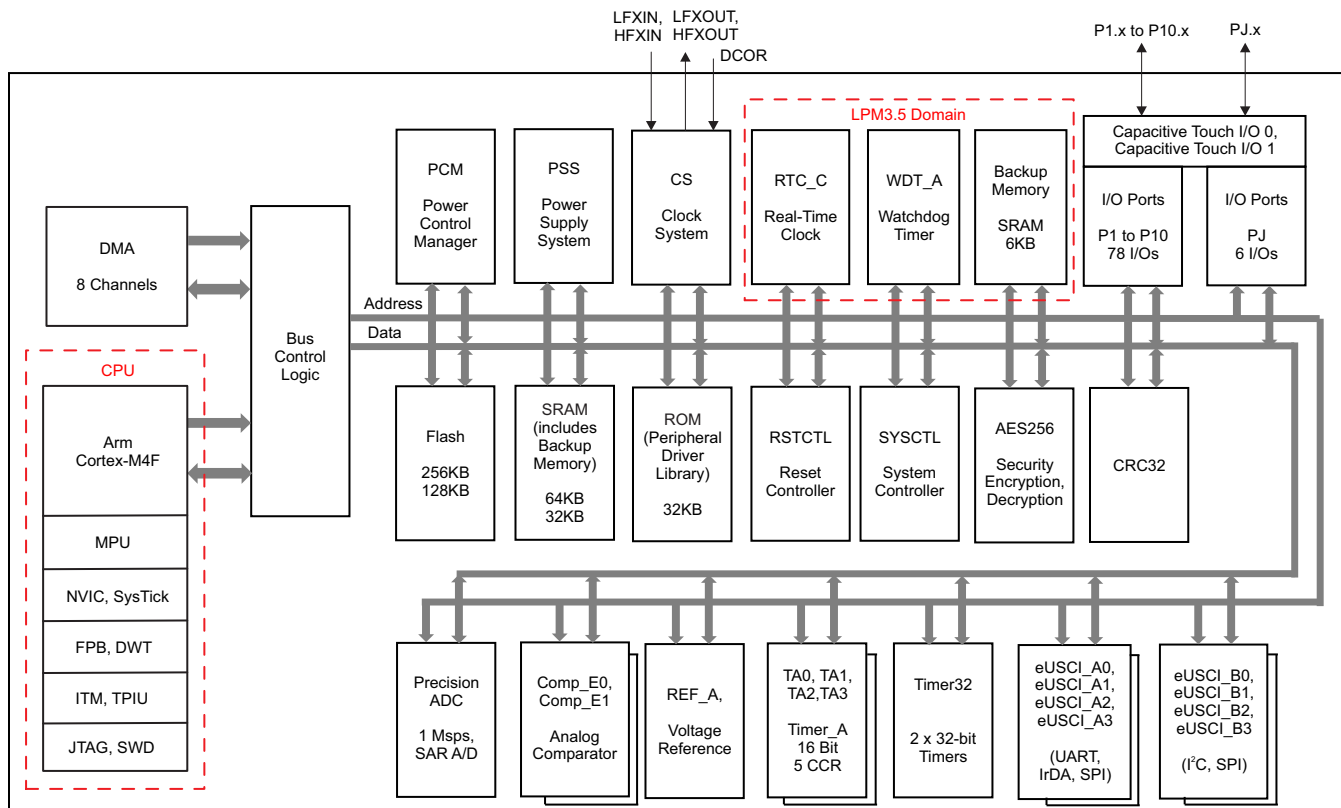 LFXIN,
HFXIN
LFXOUT,
HFXOUT
DCOR
P1.x to P10.x
PJ.x
LPM3.5 Domain
Capacitive Touch I/O 0,
Capacitive Touch I/O 1
PCM
Power
Control
Manager
PSS
Power
Supply
System
CS
Clock
System
RTC_C
Real-Time
Clock
WDT_A
Watchdog
Timer
Backup
Memory
SRAM
6KB
I/O Ports
P1 to P10
78 I/Os
I/O Ports
PJ
6 I/Os
DMA
8 Channels
Bus
Control
Logic
Address
Data
CPU
Arm
Cortex-M4F
MPU
NVIC, SysTick
FPB, DWT
ITM, TPIU
JTAG, SWD
Flash
256KB
128KB
SRAM
(includes
Backup
Memory)
64KB
32KB
ROM
(Peripheral
Driver
Library)
32KB
RSTCTL
Reset
Controller
SYSCTL
System
Controller
AES256
Security
Encryption,
Decryption
CRC32
Precision
ADC
1 Msps,
SAR A/D
Comp_E0,
Comp_E1
Analog
Comparator
REF_A,
Voltage
Reference
TA0, TA1,
TA2,TA3
Timer_A
16 Bit
5 CCR
Timer32
2 x 32-bit
Timers
eUSCI_A0,
eUSCI_A1,
eUSCI_A2,
eUSCI_A3
(UART,
IrDA, SPI)
eUSCI_B0,
eUSCI_B1,
eUSCI_B2,
eUSCI_B3
(I²C, SPI)